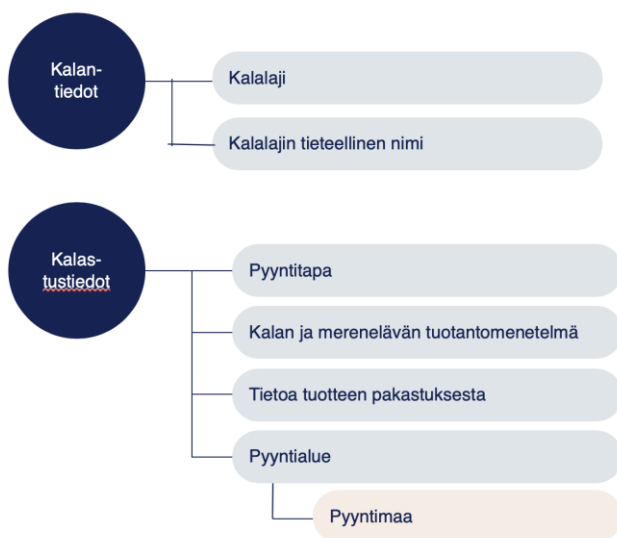 Kalan-
tiedot
Kalalaji
Kalalajin tieteellinen nimi
Kalas-
tustiedot
Pyyntitapa
Kalan ja merenelävän tuotantomenetelmä
Tietoa tuotteen pakastuksesta
Pyyntialue
Pyyntimaa